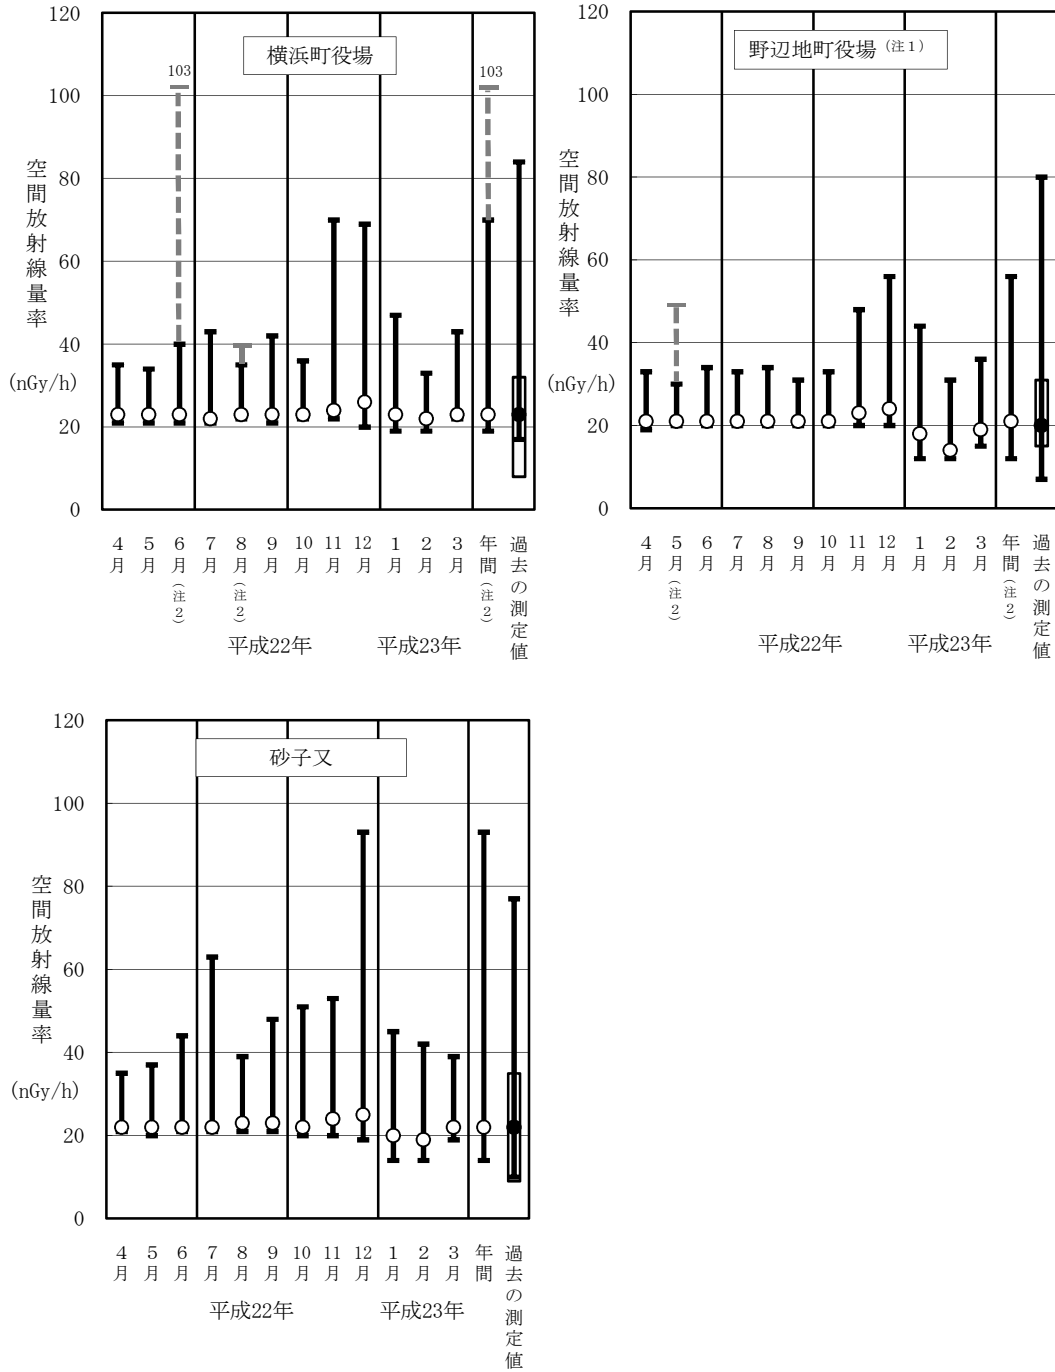 横浜町役場
120
100
80
60
40
20
0
空間放射線量率
(nGy/h)
103
103
4月
5月
6月(注2)
7月
8月(注2)
9月
10月
11月
12月
1月
2月
3月
年間(注2)
過去の測定値
平成22年
平成23年
野辺地町役場(注1)
120
100
80
60
40
20
0
空間放射線量率
(nGy/h)
4月
5月(注2)
6月
7月
8月
9月
10月
11月
12月
1月
2月
3月
年間(注2)
過去の測定値
平成22年
平成23年
砂子又
120
100
80
60
40
20
0
空間放射線量率
(nGy/h)
4月
5月
6月
7月
8月
9月
10月
11月
12月
1月
2月
3月
年間
過去の測定値
平成22年
平成23年